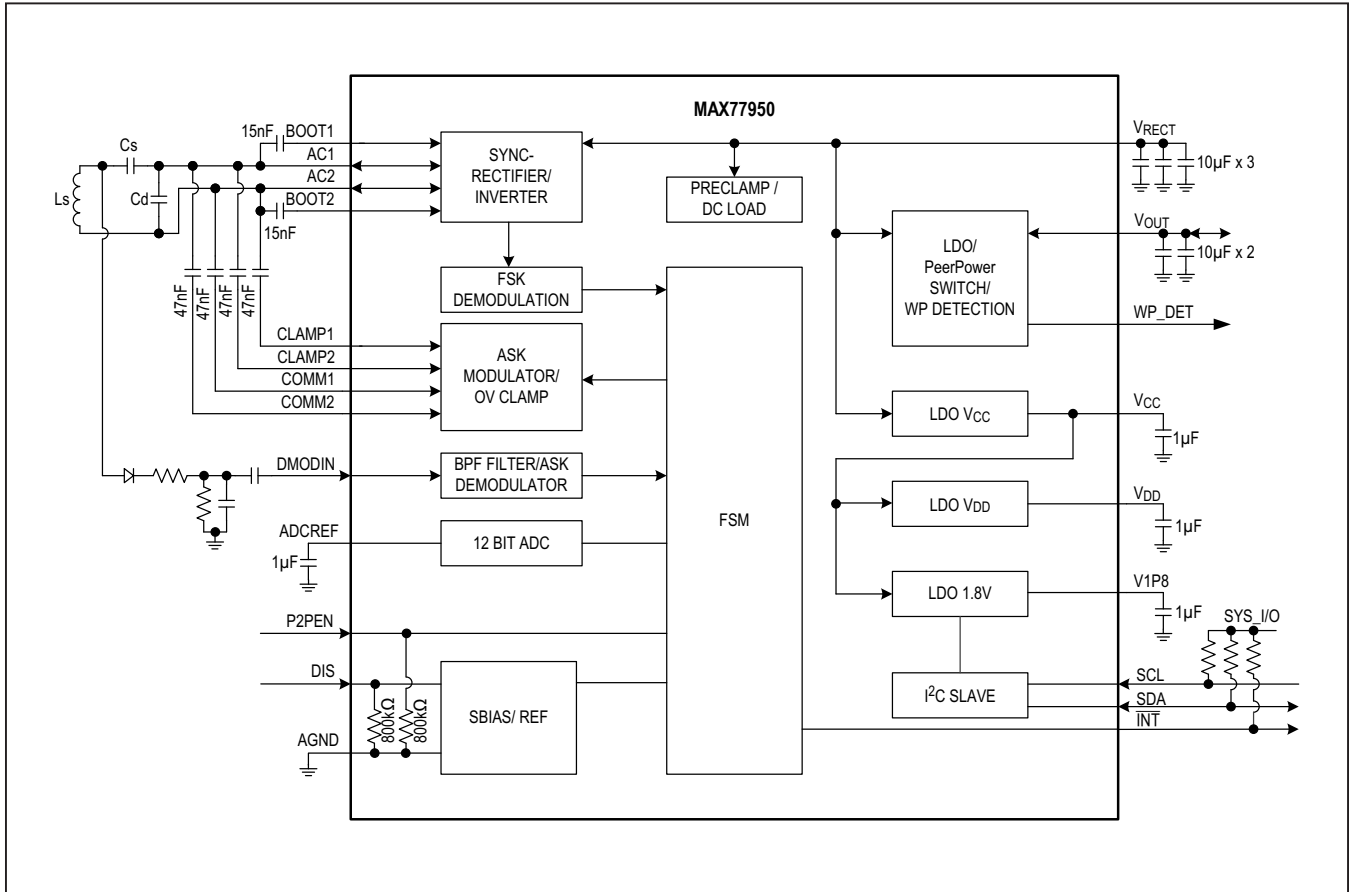 MAX77950
15nF
BOOT1
AC1
AC2
BOOT2
15nF
Cs
Ls
Cd
SYNC-
RECTIFIER/
INVERTER
PRECLAMP /
DC LOAD
VRECT
10µF x 3
LDO/
PeerPower
SWITCH/
WP DETECTION
VOUT
10µF x 2
WP_DET
FSK
DEMODULATION
47nF
47nF
47nF
47nF
CLAMP1
CLAMP2
COMM1
COMM2
ASK
MODULATOR/
OV CLAMP
LDO VCC
VCC
1µF
DMODIN
BPF FILTER/ASK
DEMODULATOR
FSM
LDO VDD
VDD
1µF
ADCREF
1µF
12 BIT ADC
LDO 1.8V
V1P8
1µF
SYS_I/O
P2PEN
DIS
800kΩ
800kΩ
AGND
SBIAS/ REF
I²C SLAVE
SCL
SDA
INT